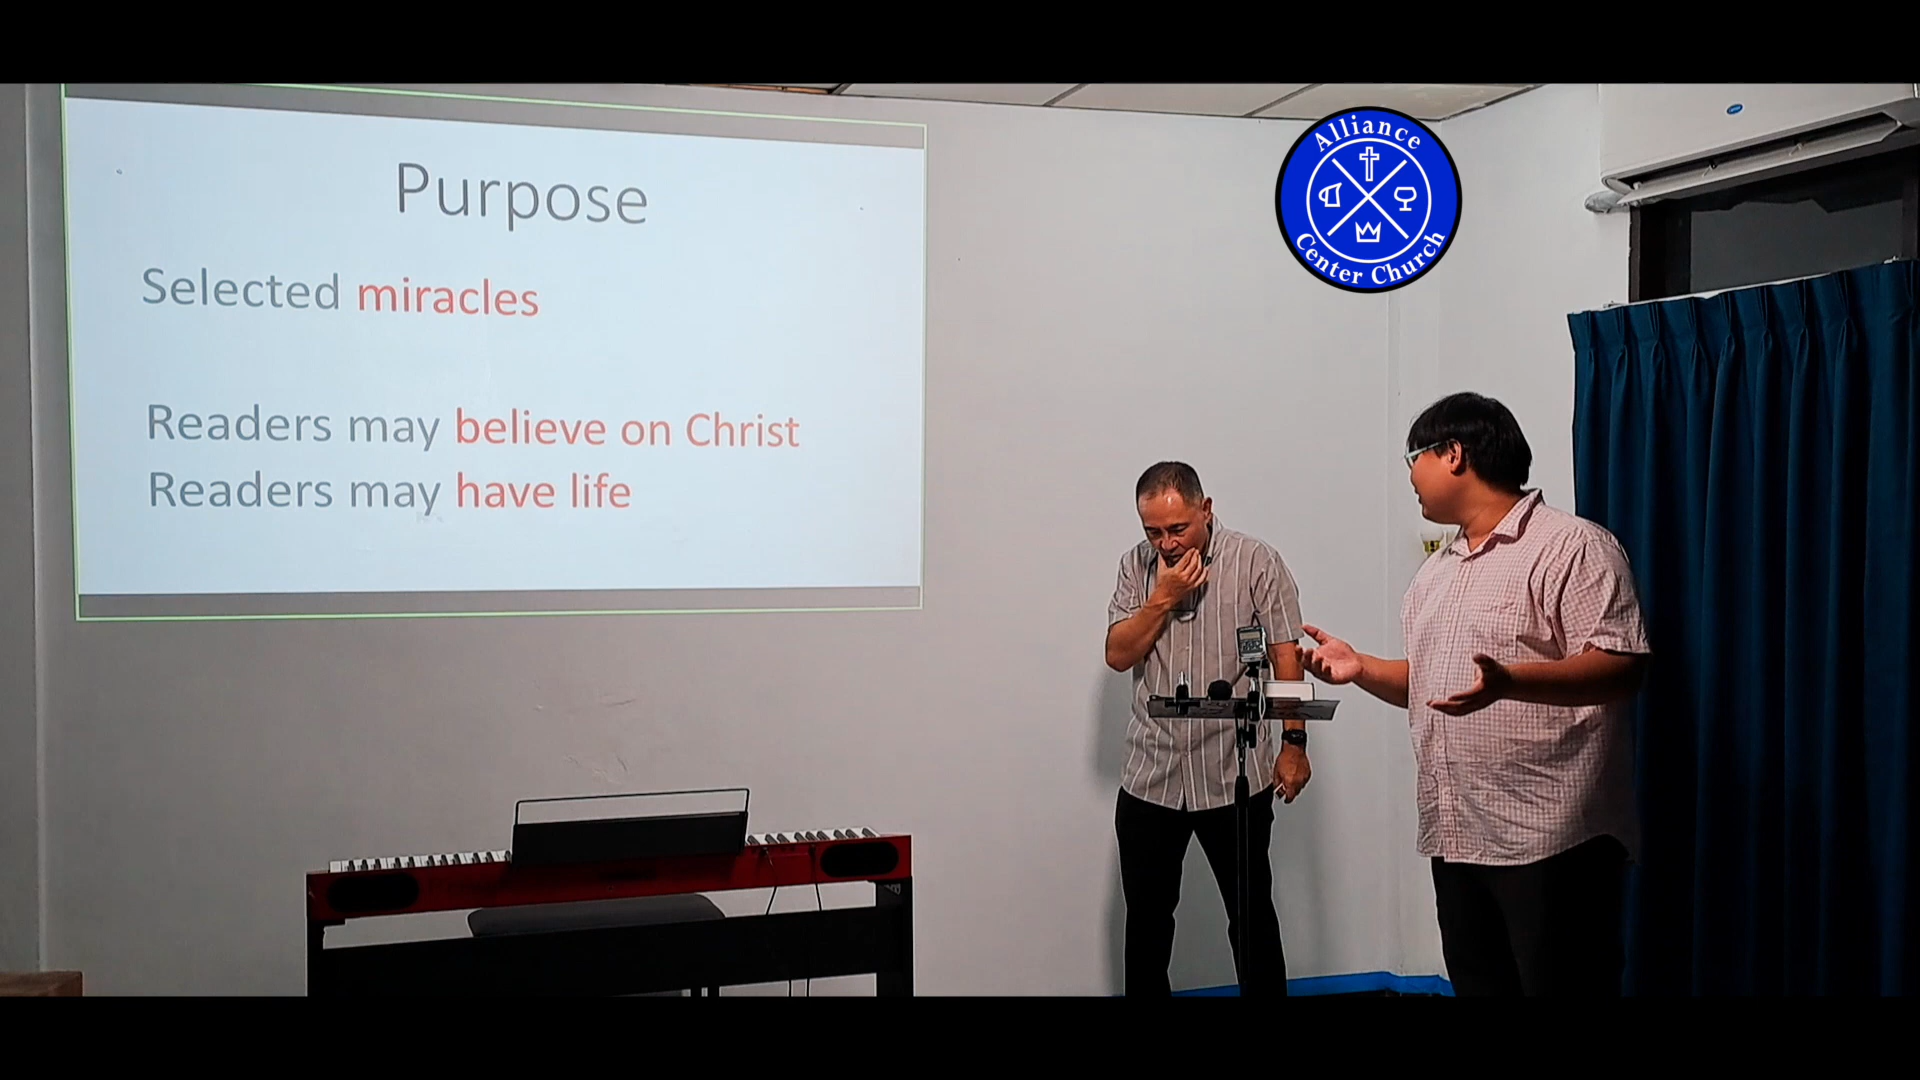 Purpose
Selected miracles
Readers may believe on Christ
Readers may have life
Alliance
Center Church